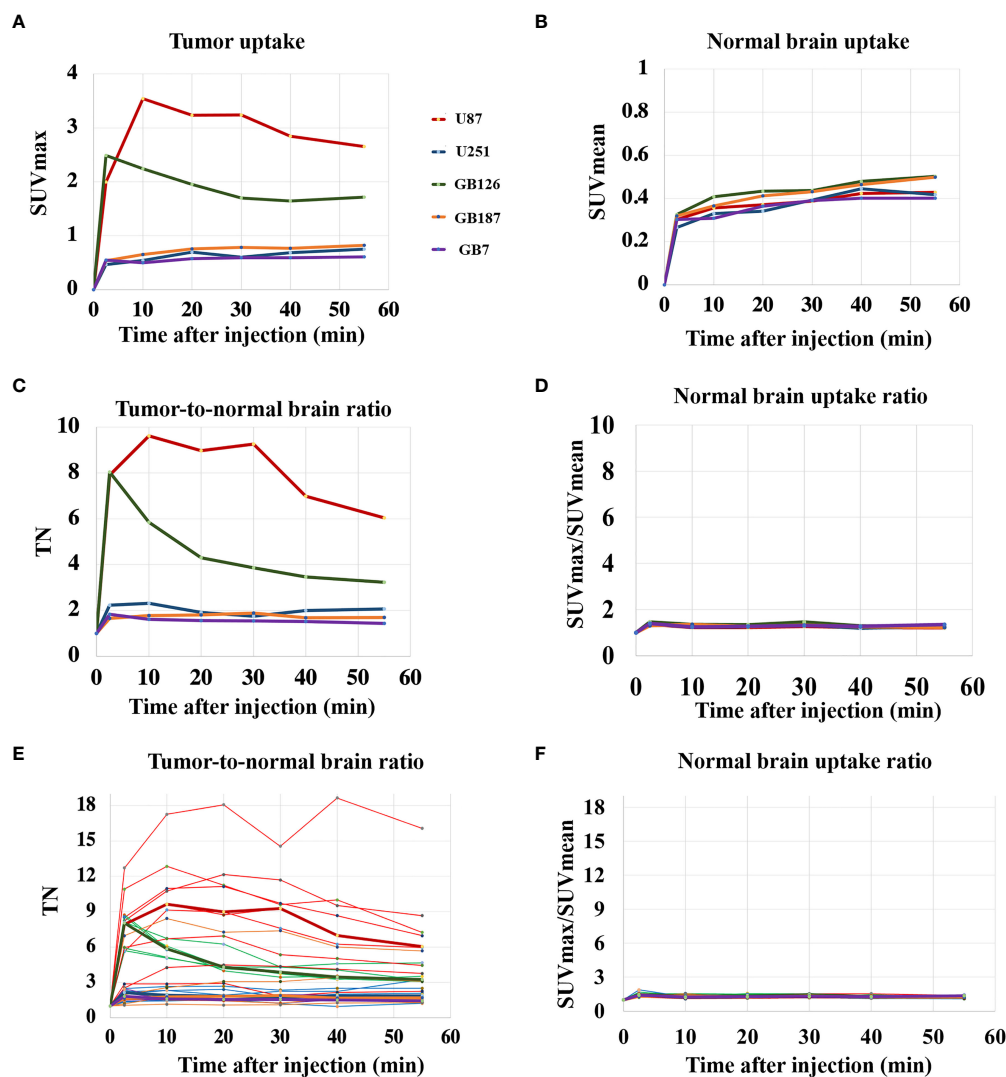 A
Tumor uptake
SUVmax
4
3
2
1
0
0 10 20 30 40 50 60
Time after injection (min)
U87
U251
GB126
GB187
GB7
B
Normal brain uptake
SUVmean
1
0.8
0.6
0.4
0.2
0
0 10 20 30 40 50 60
Time after injection (min)
C
Tumor-to-normal brain ratio
TN
10
8
6
4
2
0
0 10 20 30 40 50 60
Time after injection (min)
D
Normal brain uptake ratio
SUVmax/SUVmean
10
8
6
4
2
0
0 10 20 30 40 50 60
Time after injection (min)
E
Tumor-to-normal brain ratio
TN
18
15
12
9
6
3
0
0 10 20 30 40 50 60
Time after injection (min)
F
Normal brain uptake ratio
SUVmax/SUVmean
18
15
12
9
6
3
0
0 10 20 30 40 50 60
Time after injection (min)